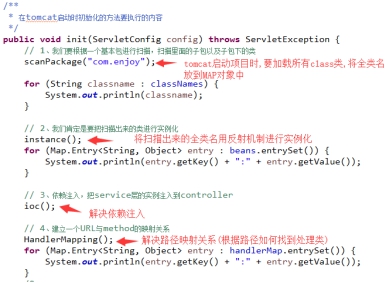 /**
* 在tomcat启动时初始化的方法要执行的内容
*/
public void init(ServletConfig config) throws ServletException {
// 1、我们要根据一个基本包进行扫描，扫描里面的子包以及子包下的类
scanPackage("com.enjoy"); tomcat启动项目时,要加载所有class类,将全类名放到MAP对象中
for (String classname : classNames) {
System.out.println(classname);
}
// 2、我们肯定是要把扫描出来的类进行实例化
instance(); 将扫描出来的全类名用反射机制进行实例化
for (Map.Entry<String, Object> entry : beans.entrySet()) {
System.out.println(entry.getKey() + ":" + entry.getValue());
}
// 3、依赖注入，把service层的实例注入到controller
ioc(); 解决依赖注入
// 4、建立一个URL与method的映射关系
HandlerMapping(); 解决路径映射关系(根据路径如何找到处理类)
for (Map.Entry<String, Object> entry : handlerMap.entrySet()) {
System.out.println(entry.getKey() + ":" + entry.getValue());
}